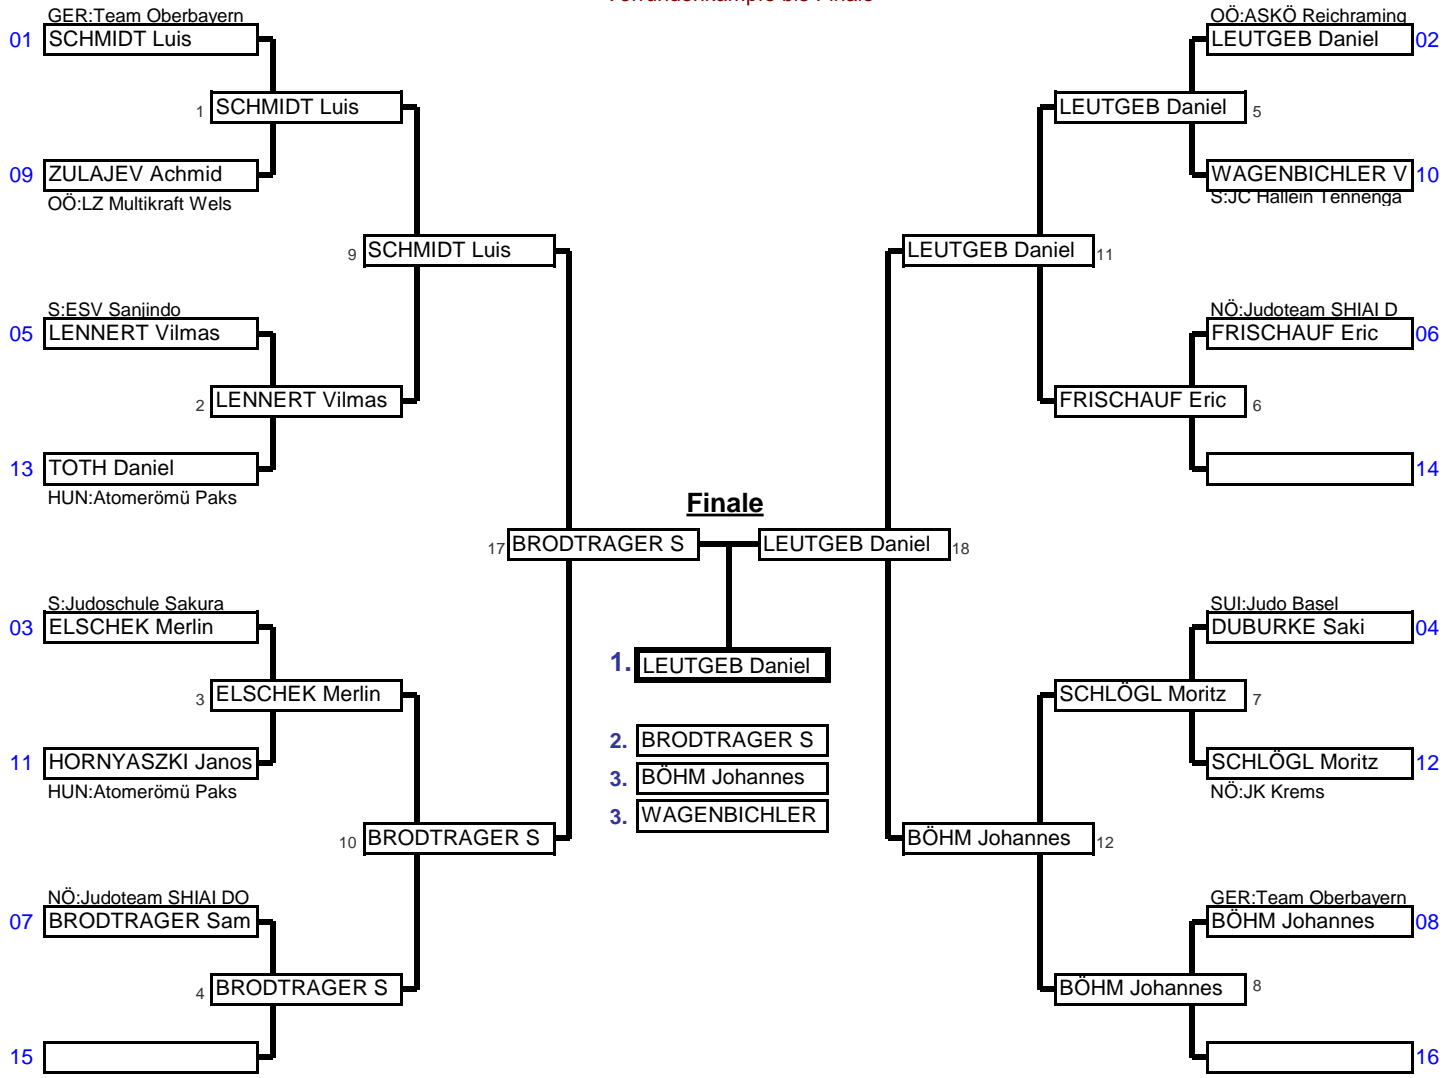 Vorrundenkämpfe bis Finale
GER:Team Oberbayern
01 SCHMIDT Luis
1 SCHMIDT Luis
09 ZULAJEV Achmid
OÖ:LZ Multikraft Wels
9 SCHMIDT Luis
S:ESV Sanjindo
05 LENNERT Vilmas
2 LENNERT Vilmas
13 TOTH Daniel
HUN:Atomerömü Paks
17 BRODTRAGER S
S:Judoschule Sakura
03 ELSCHEK Merlin
3 ELSCHEK Merlin
11 HORNYASZKI Janos
HUN:Atomerömü Paks
10 BRODTRAGER S
NÖ:Judoteam SHIAI DO
07 BRODTRAGER Sam
4 BRODTRAGER S
15
Finale
1. LEUTGEB Daniel
2. BRODTRAGER S
3. BÖHM Johannes
3. WAGENBICHLER
OÖ:ASKÖ Reichraming
LEUTGEB Daniel 02
LEUTGEB Daniel 5
WAGENBICHLER V 10
S:JC Hallein Tennenga
LEUTGEB Daniel 11
NÖ:Judoteam SHIAI D
FRISCHAUF Eric 06
FRISCHAUF Eric 6
14
LEUTGEB Daniel 18
SUI:Judo Basel
DUBURKE Saki 04
SCHLÖGL Moritz 7
SCHLÖGL Moritz 12
NÖ:JK Krems
BÖHM Johannes 12
GER:Team Oberbayern
BÖHM Johannes 08
BÖHM Johannes 8
16